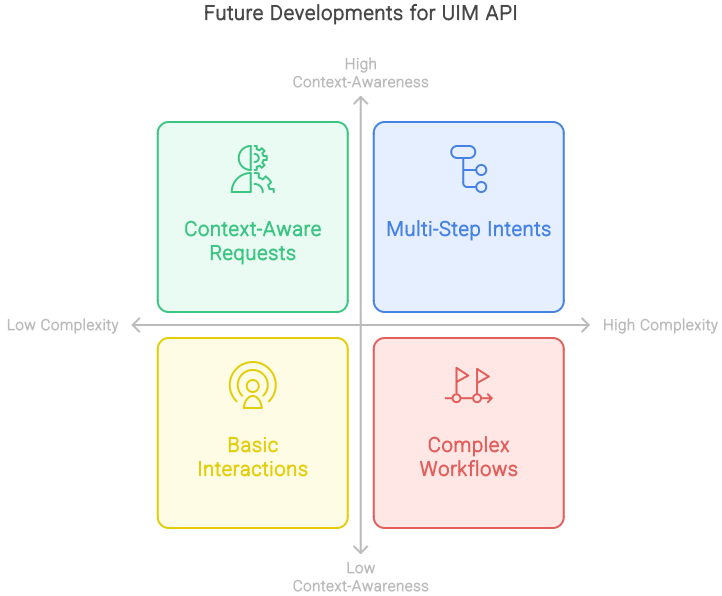 Future Developments for UIM API
High
Context-Awareness
Context-Aware
Requests
Multi-Step Intents
Low Complexity
High Complexity
Basic
Interactions
Complex
Workflows
Low
Context-Awareness